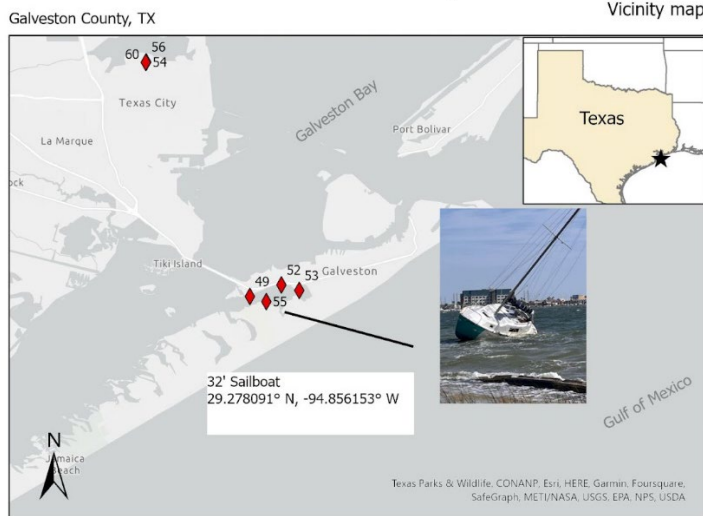 Galveston County, TX
Vicinity map
60
56
54
Texas City
Galveston Bay
Port Bolivar
Texas
La Marque
ock
Tiki Island
Galveston
52
53
49
55
32' Sailboat
29.278091° N, -94.856153° W
Gulf of Mexico
N
Jamaica
Beach
Texas Parks & Wildlife, CONANP, Esri, HERE, Garmin, Foursquare,
SafeGraph, METI/NASA, USGS, EPA, NPS, USDA